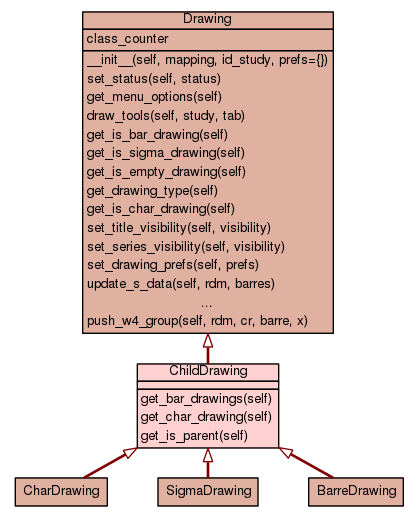 Drawing
class_counter
__init__(self, mapping, id_study, prefs={})
set_status(self, status)
get_menu_options(self)
draw_tools(self, study, tab)
get_is_bar_drawing(self)
get_is_sigma_drawing(self)
get_is_empty_drawing(self)
get_drawing_type(self)
get_is_char_drawing(self)
set_title_visibility(self, visibility)
set_series_visibility(self, visibility)
set_drawing_prefs(self, prefs)
update_s_data(self, rdm, barres)
...
push_w4_group(self, rdm, cr, barre, x)
ChildDrawing
get_bar_drawings(self)
get_char_drawing(self)
get_is_parent(self)
CharDrawing
SigmaDrawing
BarreDrawing